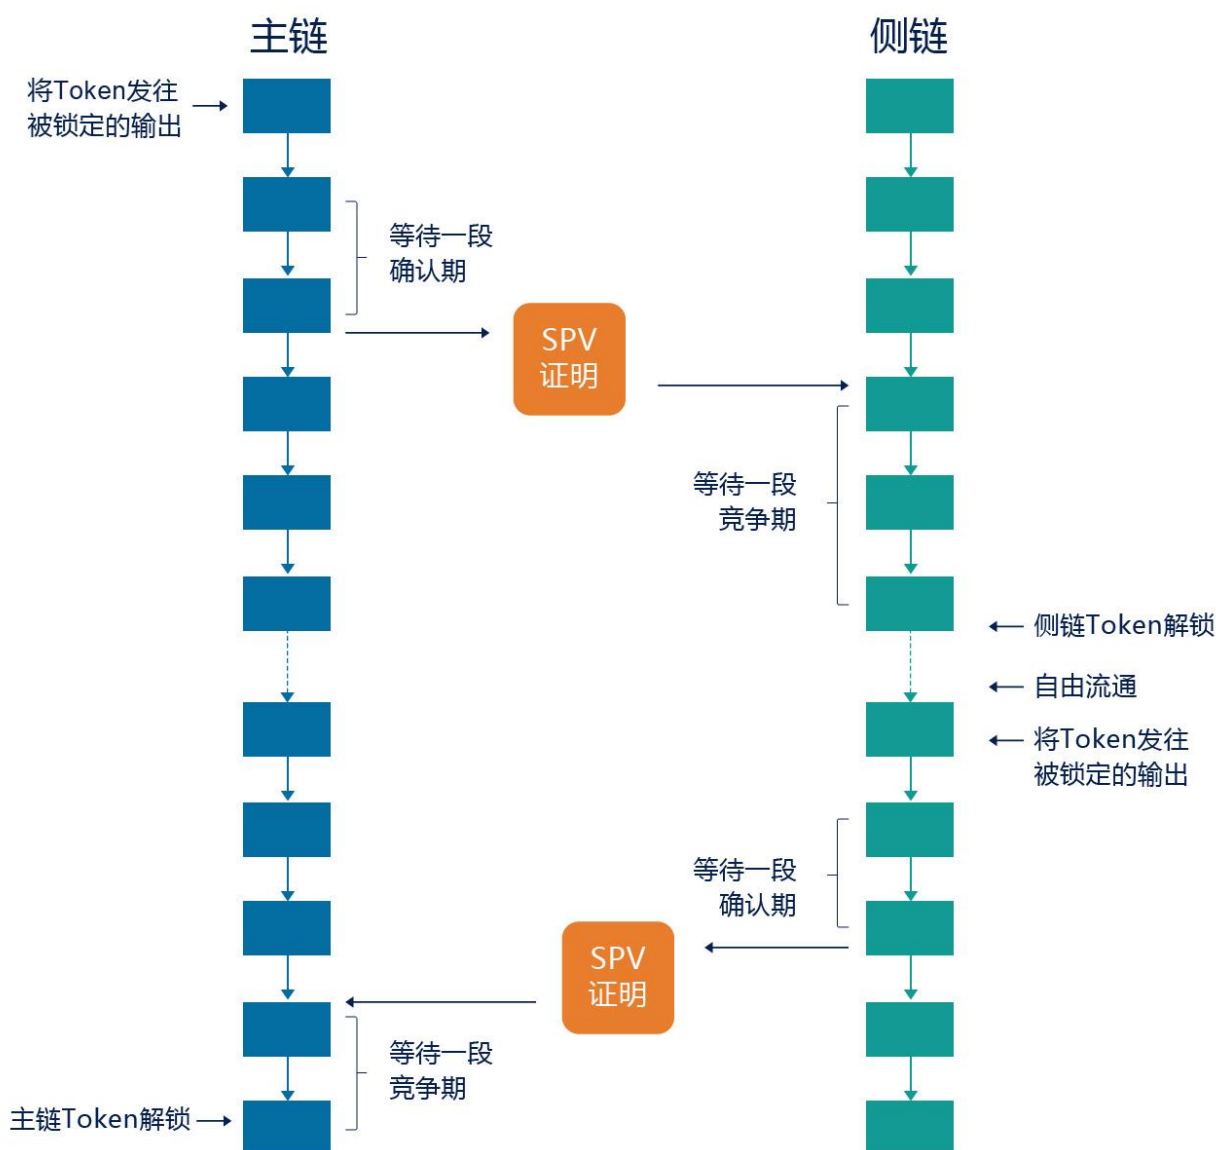 主链
侧链
将Token发往
被锁定的输出
等待一段
确认期
SPV
证明
等待一段
竞争期
侧链Token解锁
自由流通
将Token发往
被锁定的输出
等待一段
确认期
SPV
证明
等待一段
竞争期
主链Token解锁